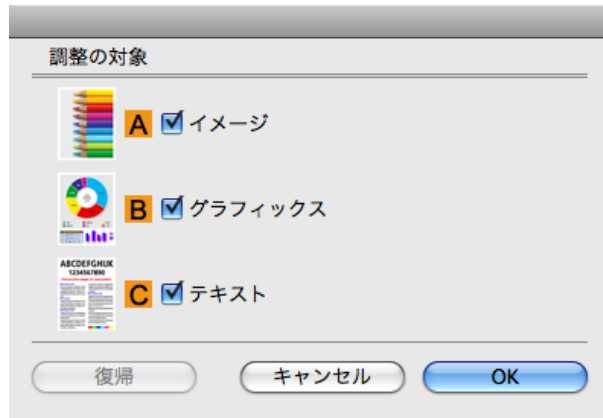 調整の対象
A イメージ
B グラフィックス
ABCDEFGHIJK
1234567890
C テキスト
復帰 キャンセル OK